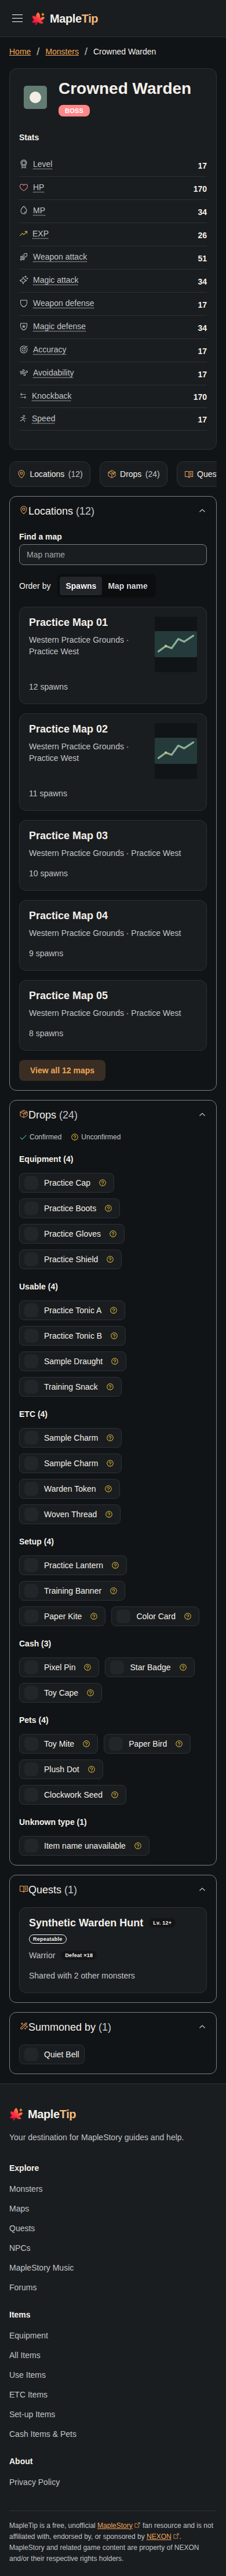 MapleTip
Home / Monsters / Crowned Warden
Crowned Warden
BOSS
Stats
Level 17
HP 170
MP 34
EXP 26
Weapon attack 51
Magic attack 34
Weapon defense 17
Magic defense 34
Accuracy 17
Avoidability 17
Knockback 170
Speed 17
Locations (12) Drops (24) Ques
Locations (12)
Find a map
Map name
Order by Spawns Map name
Practice Map 01
Western Practice Grounds ·
Practice West
12 spawns
Practice Map 02
Western Practice Grounds ·
Practice West
11 spawns
Practice Map 03
Western Practice Grounds · Practice West
10 spawns
Practice Map 04
Western Practice Grounds · Practice West
9 spawns
Practice Map 05
Western Practice Grounds · Practice West
8 spawns
View all 12 maps
Drops (24)
Confirmed Unconfirmed
Equipment (4)
Practice Cap
Practice Boots
Practice Gloves
Practice Shield
Usable (4)
Practice Tonic A
Practice Tonic B
Sample Draught
Training Snack
ETC (4)
Sample Charm
Sample Charm
Warden Token
Woven Thread
Setup (4)
Practice Lantern
Training Banner
Paper Kite Color Card
Cash (3)
Pixel Pin Star Badge
Toy Cape
Pets (4)
Toy Mite Paper Bird
Plush Dot
Clockwork Seed
Unknown type (1)
Item name unavailable
Quests (1)
Synthetic Warden Hunt Lv. 12+
Repeatable
Warrior Defeat ×18
Shared with 2 other monsters
Summoned by (1)
Quiet Bell
MapleTip
Your destination for MapleStory guides and help.
Explore
Monsters
Maps
Quests
NPCs
MapleStory Music
Forums
Items
Equipment
All Items
Use Items
ETC Items
Set-up Items
Cash Items & Pets
About
Privacy Policy
MapleTip is a free, unofficial MapleStory fan resource and is not
affiliated with, endorsed by, or sponsored by NEXON.
MapleStory and related game content are property of NEXON
and/or their respective rights holders.